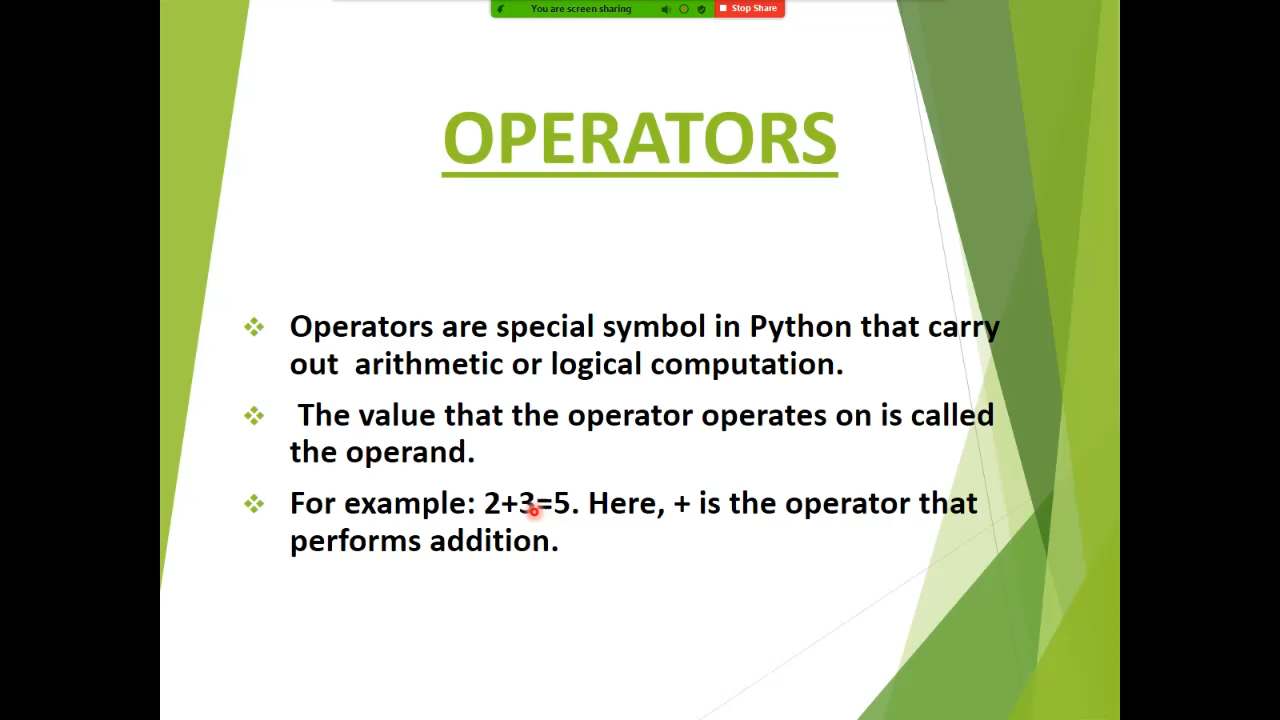 You are screen sharing
Stop Share
OPERATORS
Operators are special symbol in Python that carry
out arithmetic or logical computation.
The value that the operator operates on is called
the operand.
For example: 2+3=5. Here, + is the operator that
performs addition.